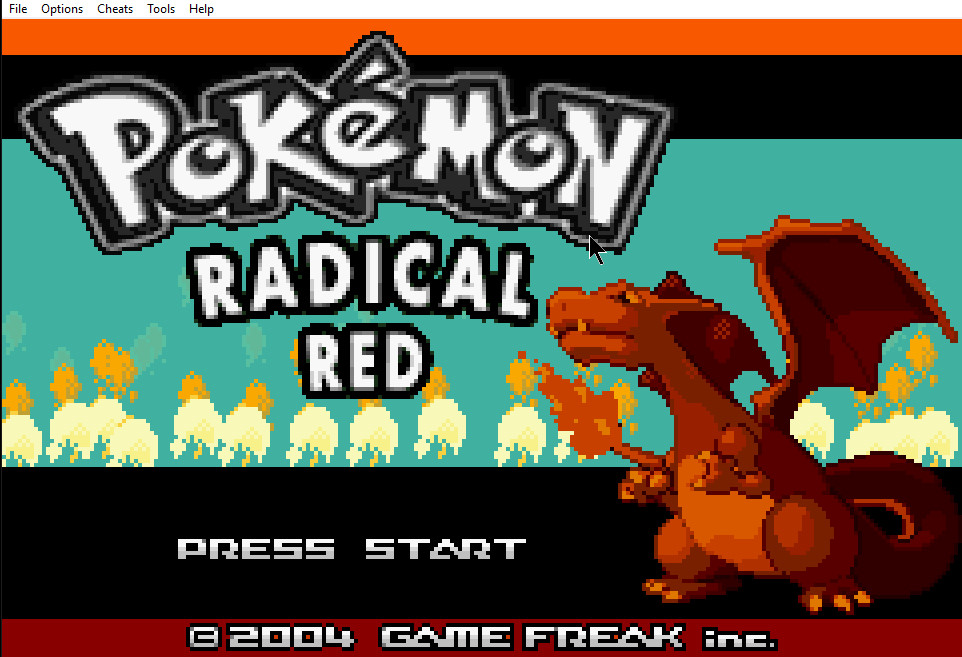 File Options Cheats Tools Help
POKéMON
RADICAL
RED
PRESS START
© 2004 GAME FREAK inc.